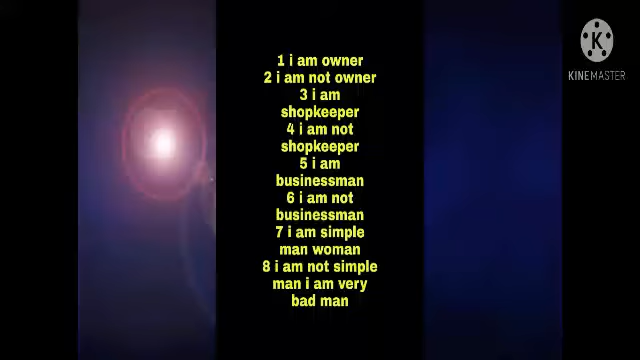 1 i am owner
2 i am not owner
3 i am
shopkeeper
4 i am not
shopkeeper
5 i am
businessman
6 i am not
businessman
7 i am simple
man woman
8 i am not simple
man i am very
bad man
K
KINEMASTER